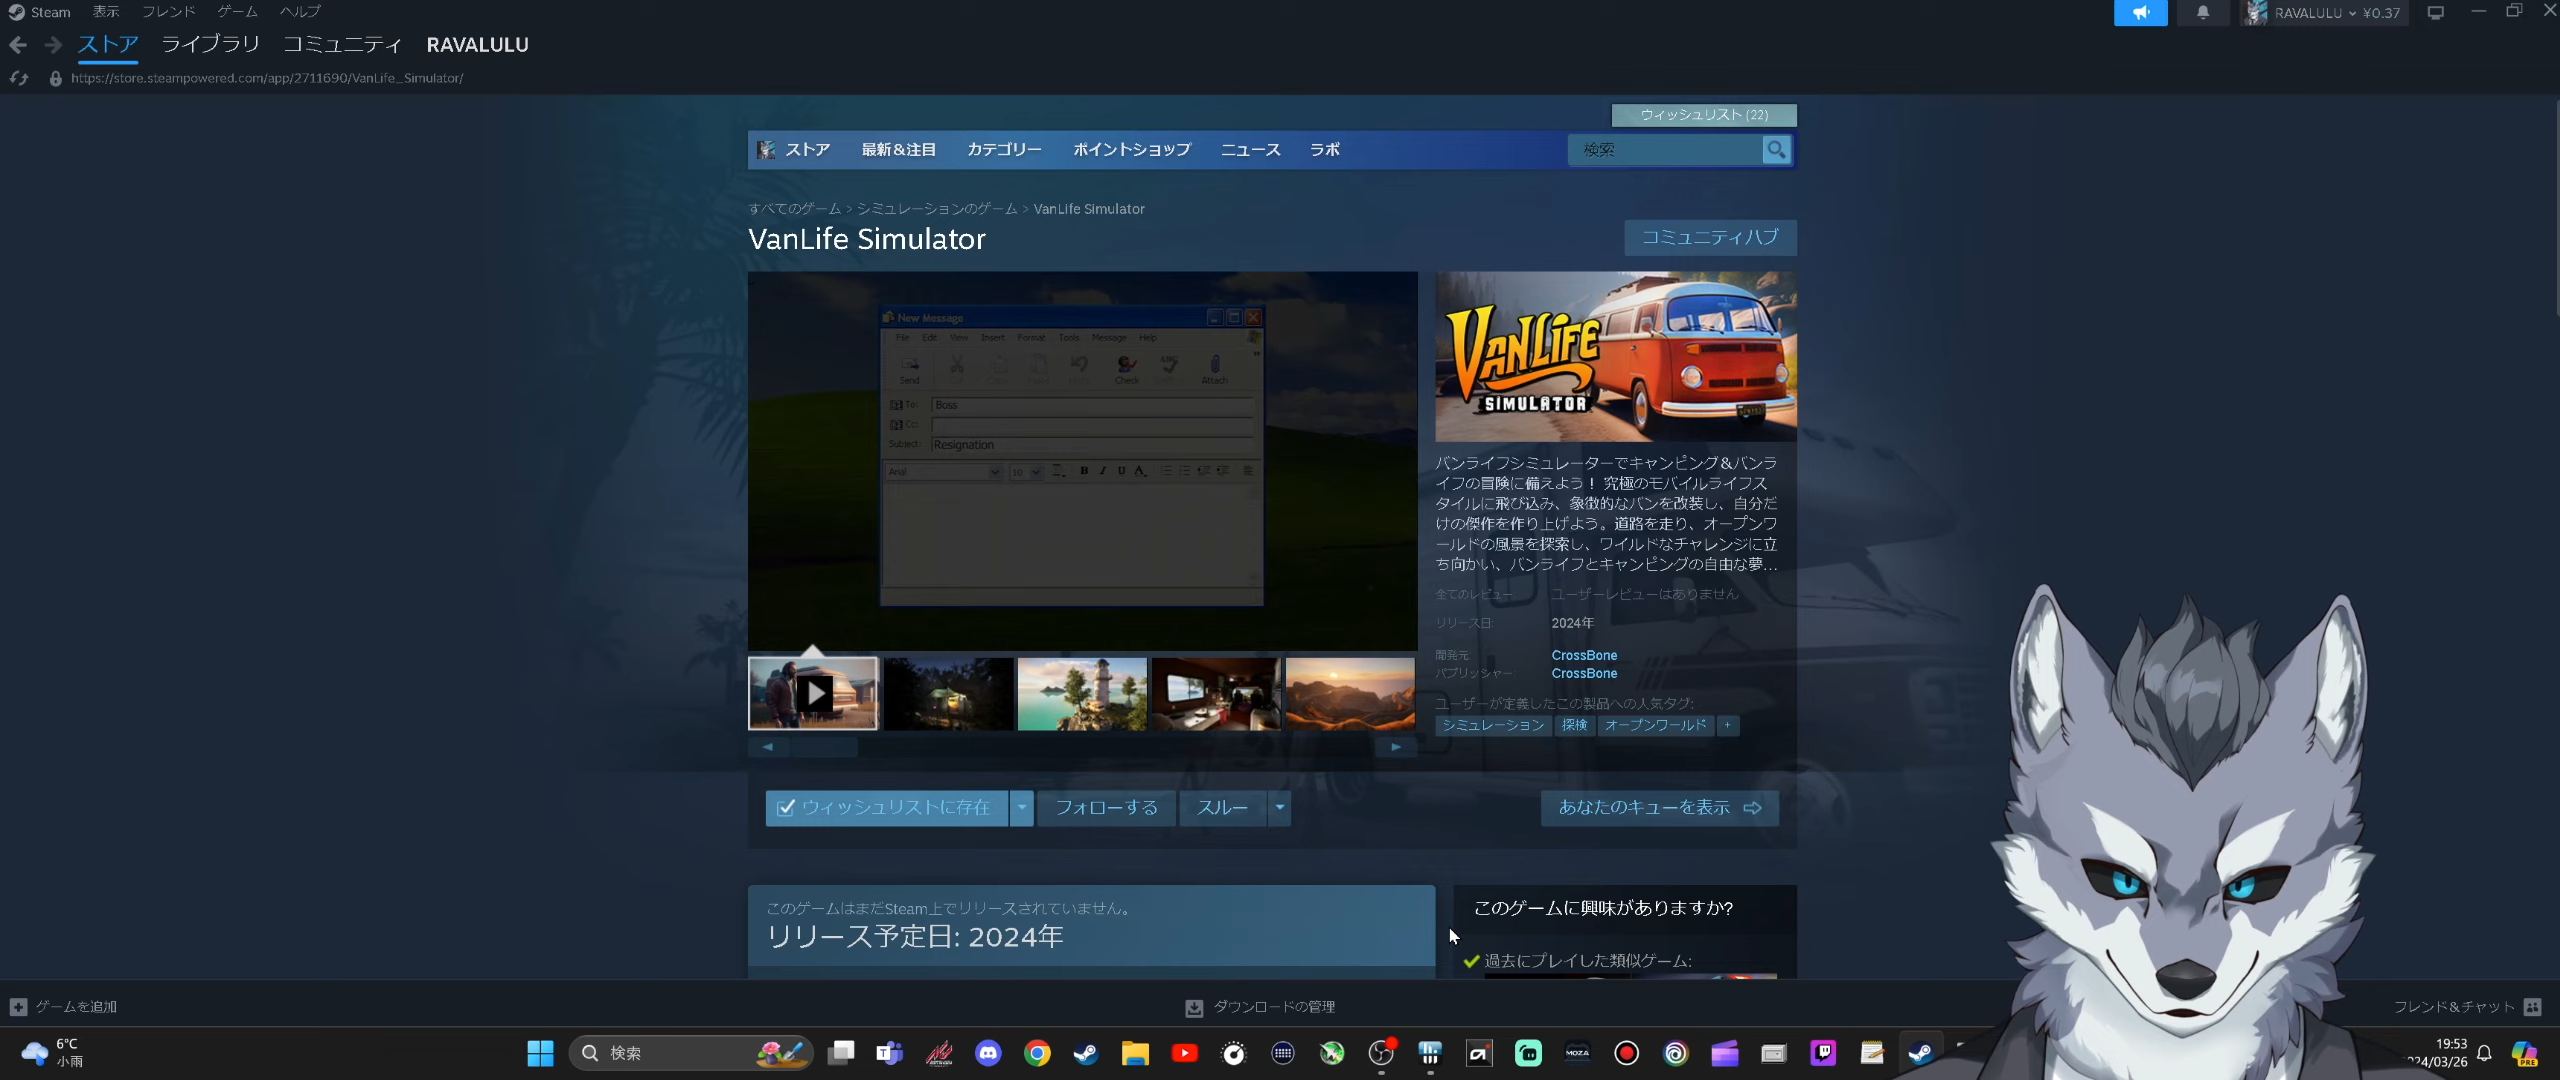 Steam 表示 フレンド ゲーム ヘルプ
RAVALULU ¥0.37
ストア ライブラリ コミュニティ RAVALULU
https://store.steampowered.com/app/2711690/VanLife_Simulator/
ウィッシュリスト (22)
ストア 最新&注目 カテゴリー ポイントショップ ニュース ラボ 検索
すべてのゲーム > シミュレーションのゲーム > VanLife Simulator
VanLife Simulator
コミュニティハブ
New Message
File Edit View Insert Format Tools Message Help
Send Check Attach
To: Boss
Cc:
Subject: Resignation
Arial 10 B I U A
VANLIFE
SIMULATOR
バンライフシミュレーターでキャンピング&バンラ
イフの冒険に備えよう! 究極のモバイルライフス
タイルに飛び込み、象徴的なバンを改装し、自分だ
けの傑作を作り上げよう。道路を走り、オープンワ
ールドの風景を探索し、ワイルドなチャレンジに立
ち向かい、バンライフとキャンピングの自由な夢...
全てのレビュー: ユーザーレビューはありません
リリース日: 2024年
開発元 CrossBone
パブリッシャー: CrossBone
ユーザーが定義したこの製品への人気タグ:
シミュレーション 探検 オープンワールド +
ウィッシュリストに存在 フォローする スルー あなたのキューを表示
このゲームはまだSteam上でリリースされていません。
リリース予定日: 2024年
このゲームに興味がありますか?
過去にプレイした類似ゲーム:
ゲームを追加 ダウンロードの管理 フレンド&チャット
6°C
小雨
検索
MOZA
PRE
19:53
024/03/26